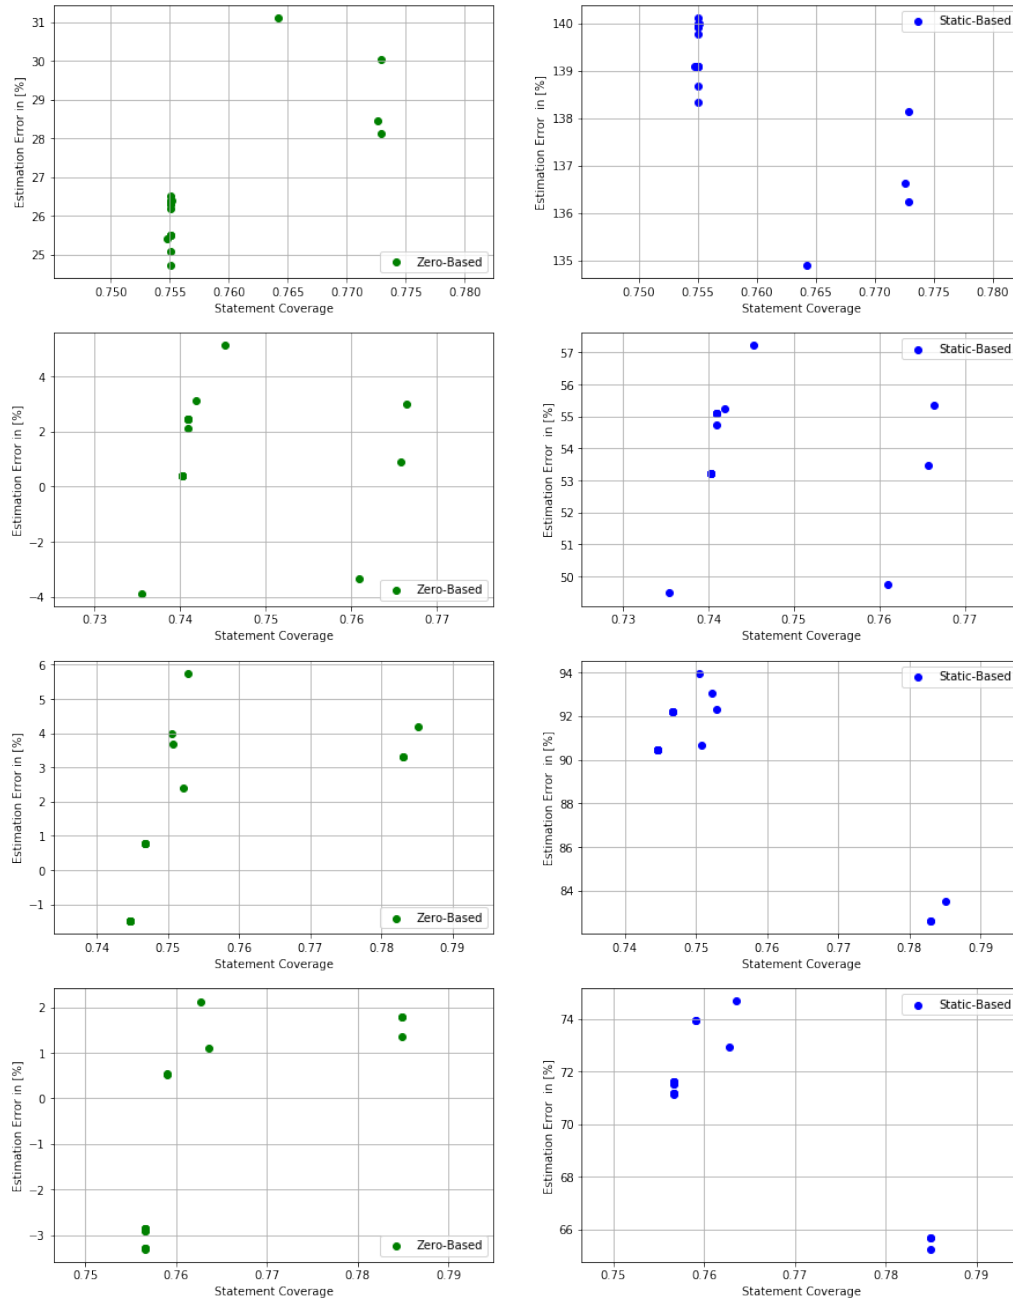 Estimation Error in [%]
31
30
29
28
27
26
25
Zero-Based
0.750 0.755 0.760 0.765 0.770 0.775 0.780
Statement Coverage
Estimation Error  in [%]
140
139
138
137
136
135
Static-Based
0.750 0.755 0.760 0.765 0.770 0.775 0.780
Statement Coverage
Estimation Error in [%]
4
2
0
−2
−4
Zero-Based
0.73 0.74 0.75 0.76 0.77
Statement Coverage
Estimation Error  in [%]
57
56
55
54
53
52
51
50
Static-Based
0.73 0.74 0.75 0.76 0.77
Statement Coverage
Estimation Error in [%]
6
5
4
3
2
1
0
−1
Zero-Based
0.74 0.75 0.76 0.77 0.78 0.79
Statement Coverage
Estimation Error  in [%]
94
92
90
88
86
84
Static-Based
0.74 0.75 0.76 0.77 0.78 0.79
Statement Coverage
Estimation Error in [%]
2
1
0
−1
−2
−3
Zero-Based
0.75 0.76 0.77 0.78 0.79
Statement Coverage
Estimation Error  in [%]
74
72
70
68
66
Static-Based
0.75 0.76 0.77 0.78 0.79
Statement Coverage